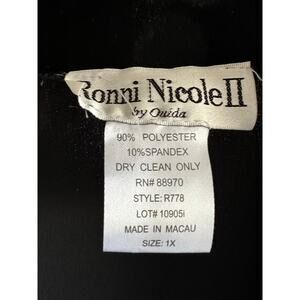 Ronni Nicole II
by Ouida
90% POLYESTER
10%SPANDEX
DRY CLEAN ONLY
RN# 88970
STYLE: R778
LOT# 10905i
MADE IN MACAU
SIZE: 1X